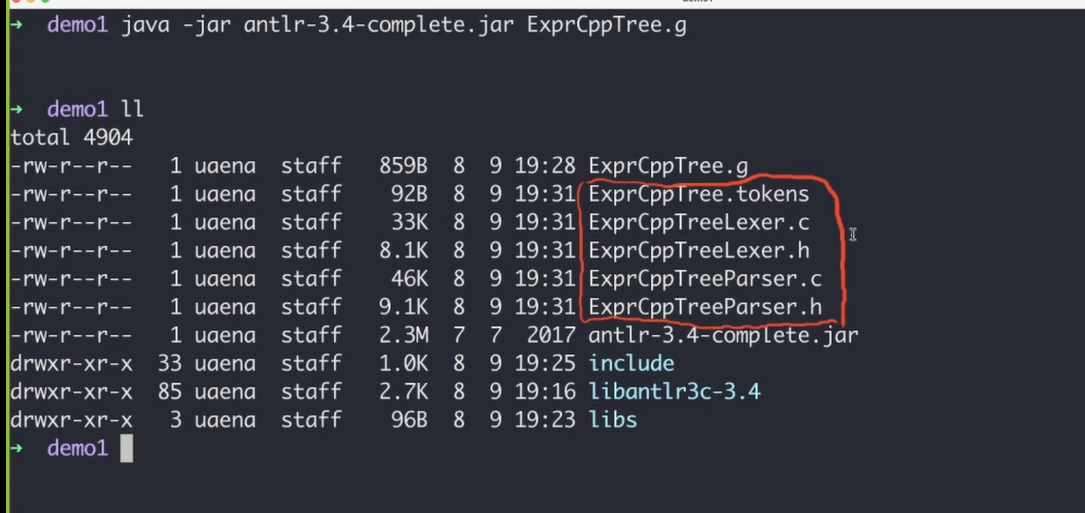 → demo1 java -jar antlr-3.4-complete.jar ExprCppTree.g
→ demo1 ll
total 4904
-rw-r--r-- 1 uaena staff 859B 8 9 19:28 ExprCppTree.g
-rw-r--r-- 1 uaena staff 92B 8 9 19:31 ExprCppTree.tokens
-rw-r--r-- 1 uaena staff 33K 8 9 19:31 ExprCppTreeLexer.c
-rw-r--r-- 1 uaena staff 8.1K 8 9 19:31 ExprCppTreeLexer.h
-rw-r--r-- 1 uaena staff 46K 8 9 19:31 ExprCppTreeParser.c
-rw-r--r-- 1 uaena staff 9.1K 8 9 19:31 ExprCppTreeParser.h
-rw-r--r-- 1 uaena staff 2.3M 7 7 2017 antlr-3.4-complete.jar
drwxr-xr-x 33 uaena staff 1.0K 8 9 19:25 include
drwxr-xr-x 85 uaena staff 2.7K 8 9 19:16 libantlr3c-3.4
drwxr-xr-x 3 uaena staff 96B 8 9 19:23 libs
→ demo1